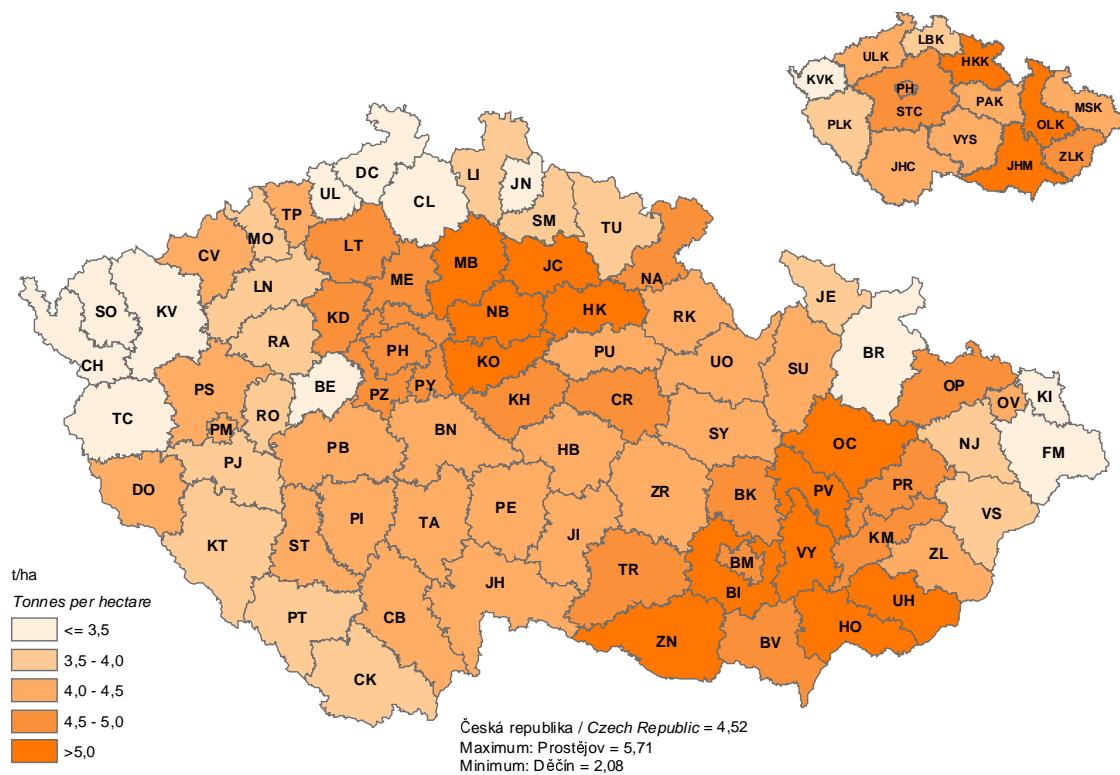 LBK
ULK
HKK
KVK
PH
PAK
MSK
STC
PLK
OLK
VYS
ZLK
JHC
JHM
DC
LI
JN
UL
CL
TP
SM
TU
MO
LT
CV
MB
JC
ME
NA
LN
JE
SO
KV
NB
HK
KD
RK
RA
PH
PU
BR
CH
KO
UO
SU
BE
PZ
PY
OP
KI
PS
KH
CR
OV
TC
RO
PM
BN
SY
OC
NJ
FM
PB
HB
PJ
DO
ZR
BK
PV
PR
PE
VS
PI
TA
KT
ST
JI
KM
VY
ZL
BM
TR
JH
BI
UH
PT
CB
HO
ZN
BV
CK
t/ha
Tonnes per hectare
<= 3,5
3,5 - 4,0
4,0 - 4,5
4,5 - 5,0
>5,0
Česká republika / Czech Republic = 4,52
Maximum: Prostějov = 5,71
Minimum: Děčín = 2,08